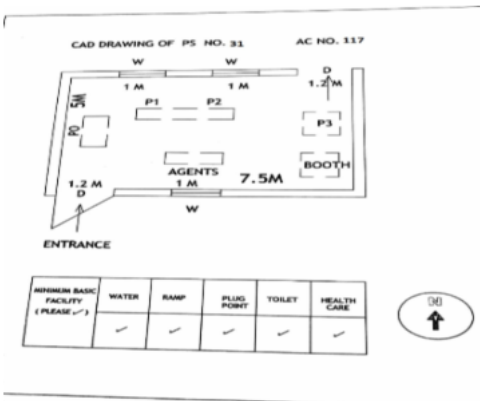 CAD DRAWING OF PS NO. 31 AC NO. 117
W W D
1 M 1 M 1.2 M
5M
P1 P2
P3
PO
AGENTS
BOOTH
1.2 M 1 M 7.5M
D
W
ENTRANCE
MINIMUM BASIC
FACILITY
( PLEASE ✓ )
WATER RAMP PLUG
POINT TOILET HEALTH
CARE
✓ ✓ ✓ ✓ ✓
N